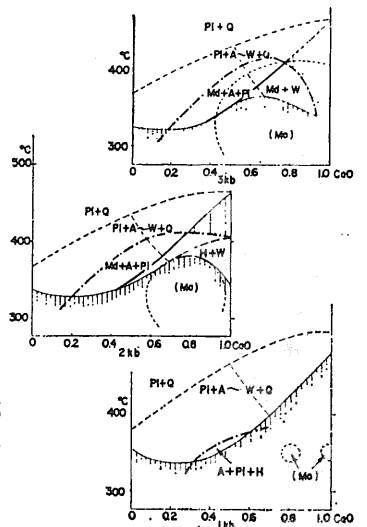 °C
Pl+Q
Pl+A~W+Q
400
Md+A+Pl
Md+W
300
(Mo)
0 0.2 0.4 0.6 0.8 1.0 CaO
3kb
500
°C
Pl+Q
Pl+A~W+Q
400
Md+A+Pl
H+W
(Mo)
300
0 0.2 0.4 0.6 0.8 1.0 CaO
2kb
°C
Pl+Q
Pl+A~W+Q
400
A+Pl+H
(Mo)
300
0 0.2 0.4 0.6 0.8 1.0 CaO
1kb